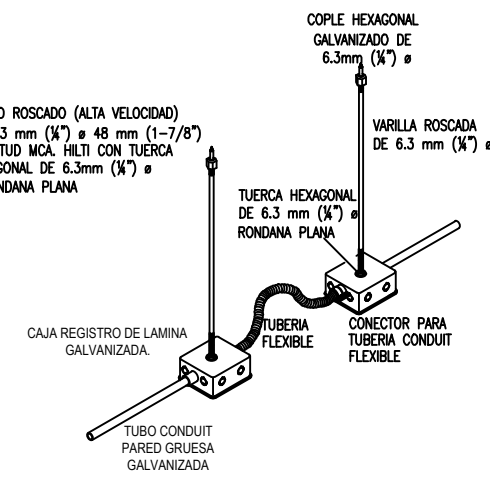 COPLE HEXAGONAL
GALVANIZADO DE
6.3mm (¼") ø
O ROSCADO (ALTA VELOCIDAD)
3 mm (¼") ø 48 mm (1-7/8")
TUD MCA. HILTI CON TUERCA
GONAL DE 6.3mm (¼") ø
NDANA PLANA
VARILLA ROSCADA
DE 6.3 mm (¼") ø
TUERCA HEXAGONAL
DE 6.3 mm (¼") ø
RONDANA PLANA
CAJA REGISTRO DE LAMINA
GALVANIZADA.
TUBERIA
FLEXIBLE
CONECTOR PARA
TUBERIA CONDUIT
FLEXIBLE
TUBO CONDUIT
PARED GRUESA
GALVANIZADA